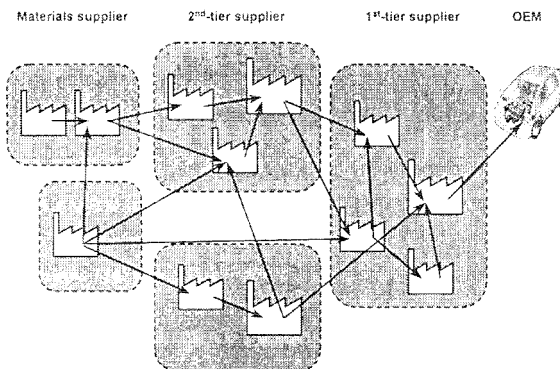 Materials supplier
2nd-tier supplier
1st-tier supplier
OEM